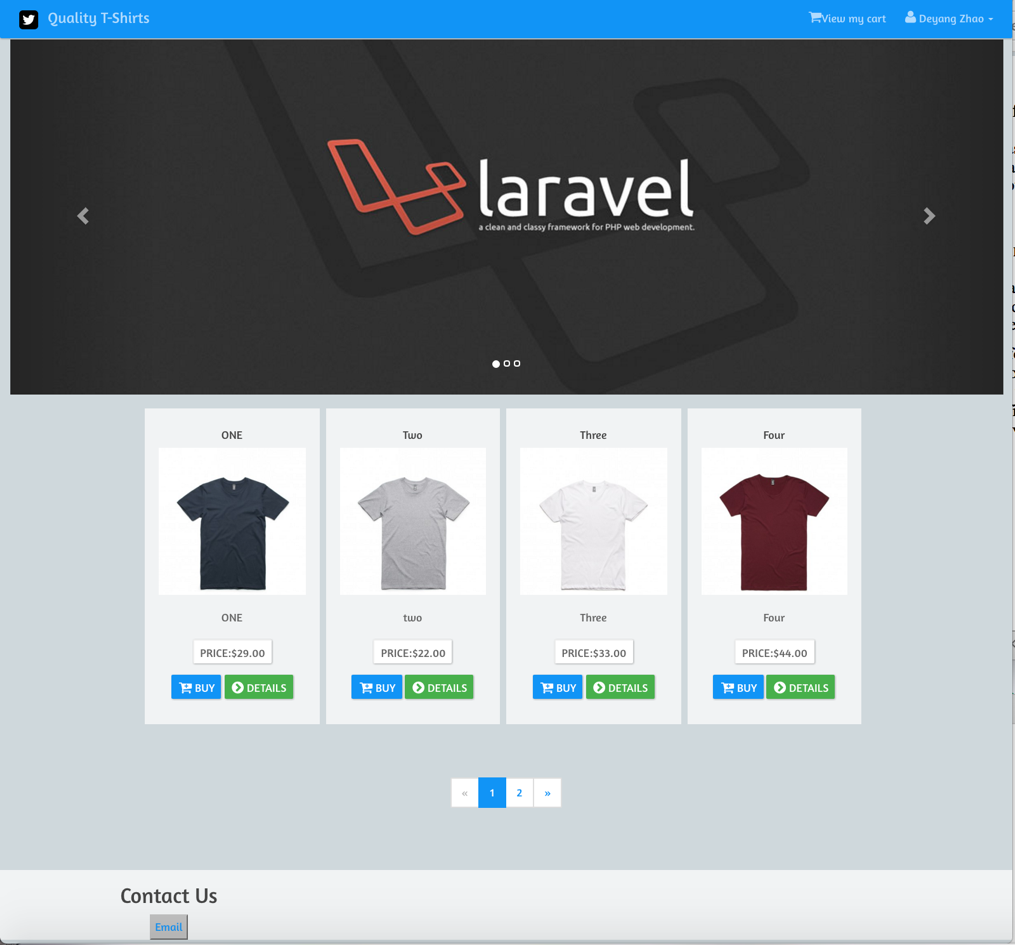 Quality T-Shirts
View my cart
Deyang Zhao
laravel
a clean and classy framework for PHP web development.
ONE
Two
Three
Four
ONE
two
Three
Four
PRICE:$29.00
PRICE:$22.00
PRICE:$33.00
PRICE:$44.00
BUY DETAILS
BUY DETAILS
BUY DETAILS
BUY DETAILS
« 1 2 »
Contact Us
Email